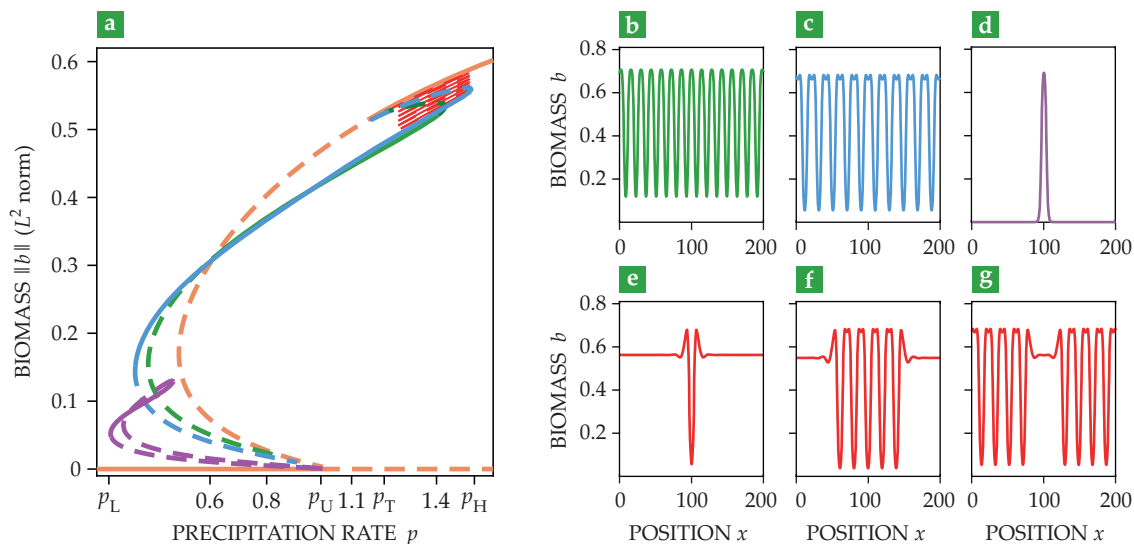 a
BIOMASS ||b|| (L² norm)
0.6
0.5
0.4
0.3
0.2
0.1
0
p_L 0.6 0.8 p_U 1.1 p_T 1.4 p_H
PRECIPITATION RATE p
b
c
d
BIOMASS b
0.8
0.6
0.4
0.2
0 100 200
0 100 200
0 100 200
e
f
g
BIOMASS b
0.8
0.6
0.4
0.2
0 100 200
0 100 200
0 100 200
POSITION x
POSITION x
POSITION x